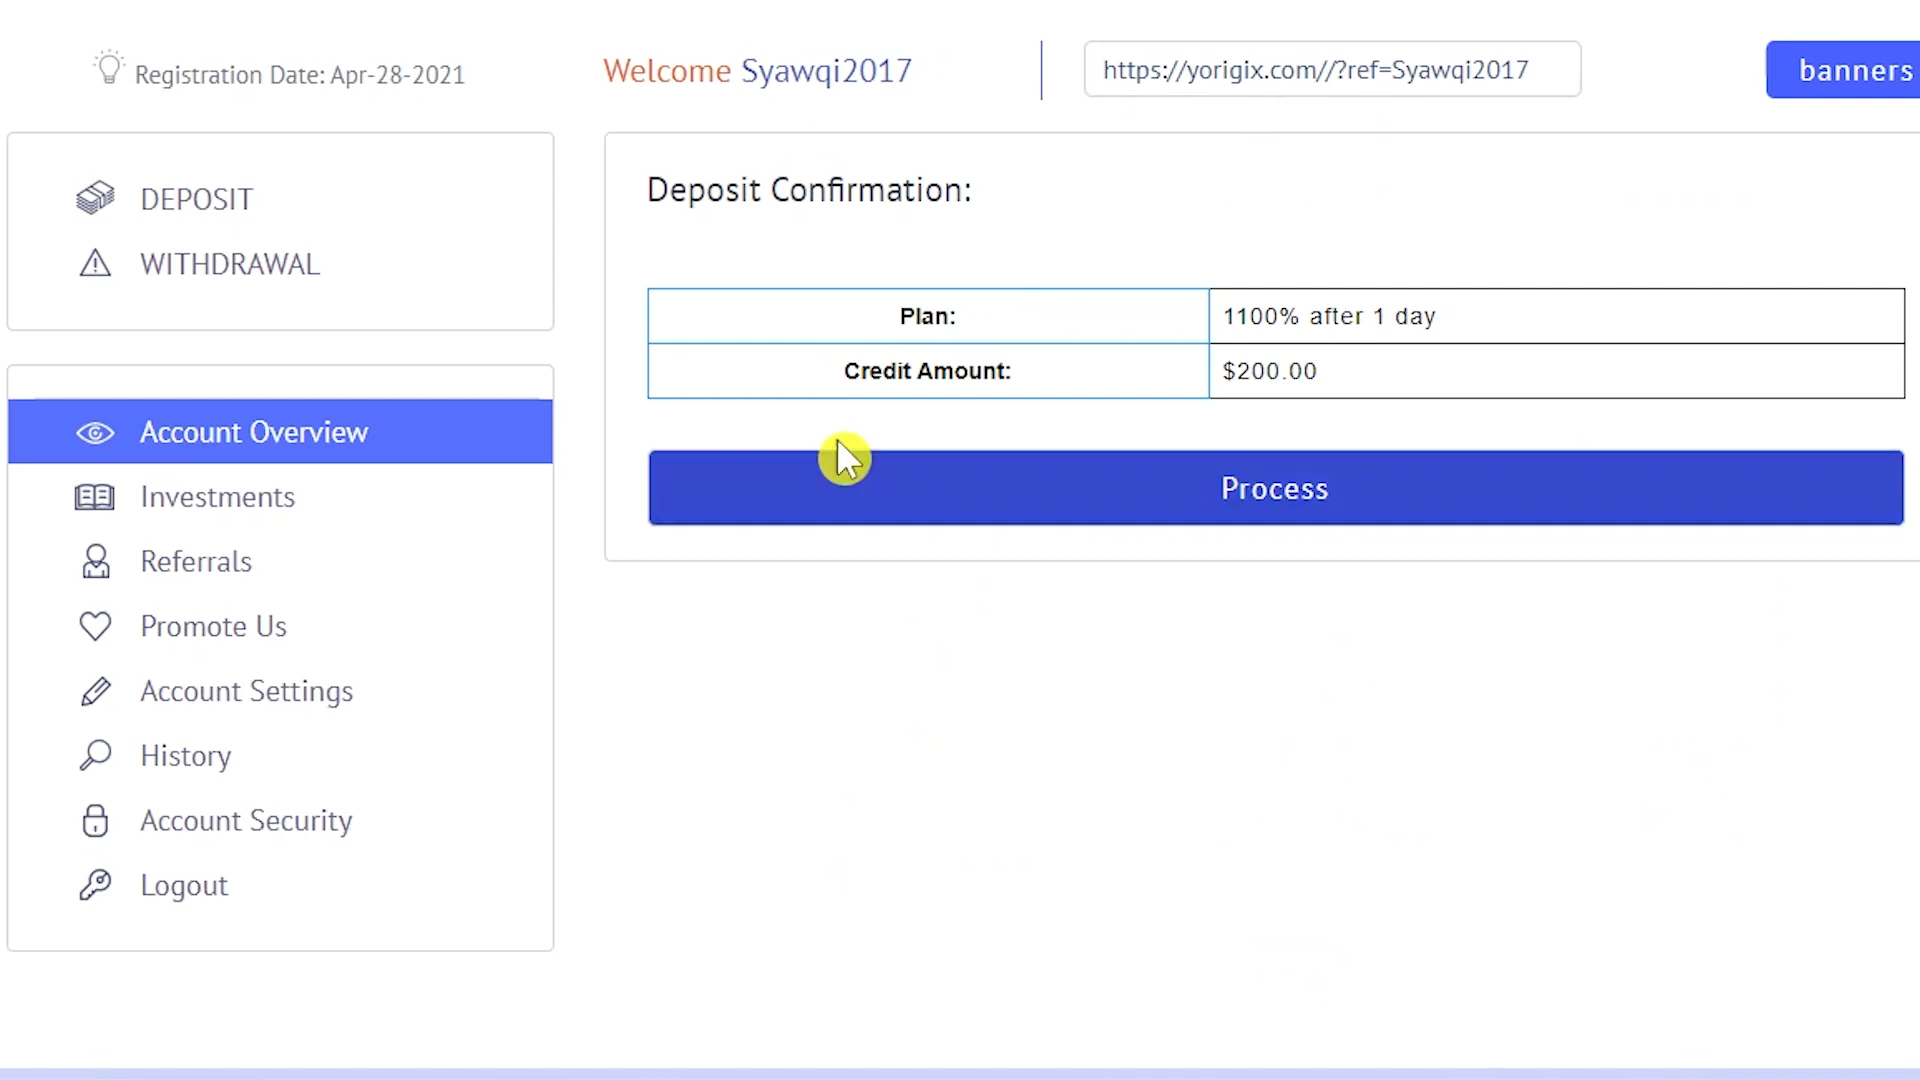 Registration Date: Apr-28-2021
Welcome Syawqi2017
https://yorigix.com//?ref=Syawqi2017
banners
DEPOSIT
WITHDRAWAL
Account Overview
Investments
Referrals
Promote Us
Account Settings
History
Account Security
Logout
Deposit Confirmation:
Plan: 1100% after 1 day
Credit Amount: $200.00
Process